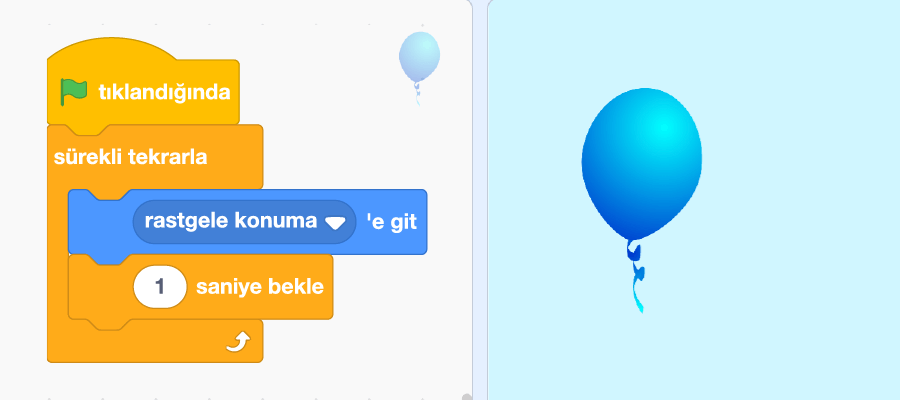 tıklandığında
sürekli tekrarla
rastgele konuma 'e git
1 saniye bekle